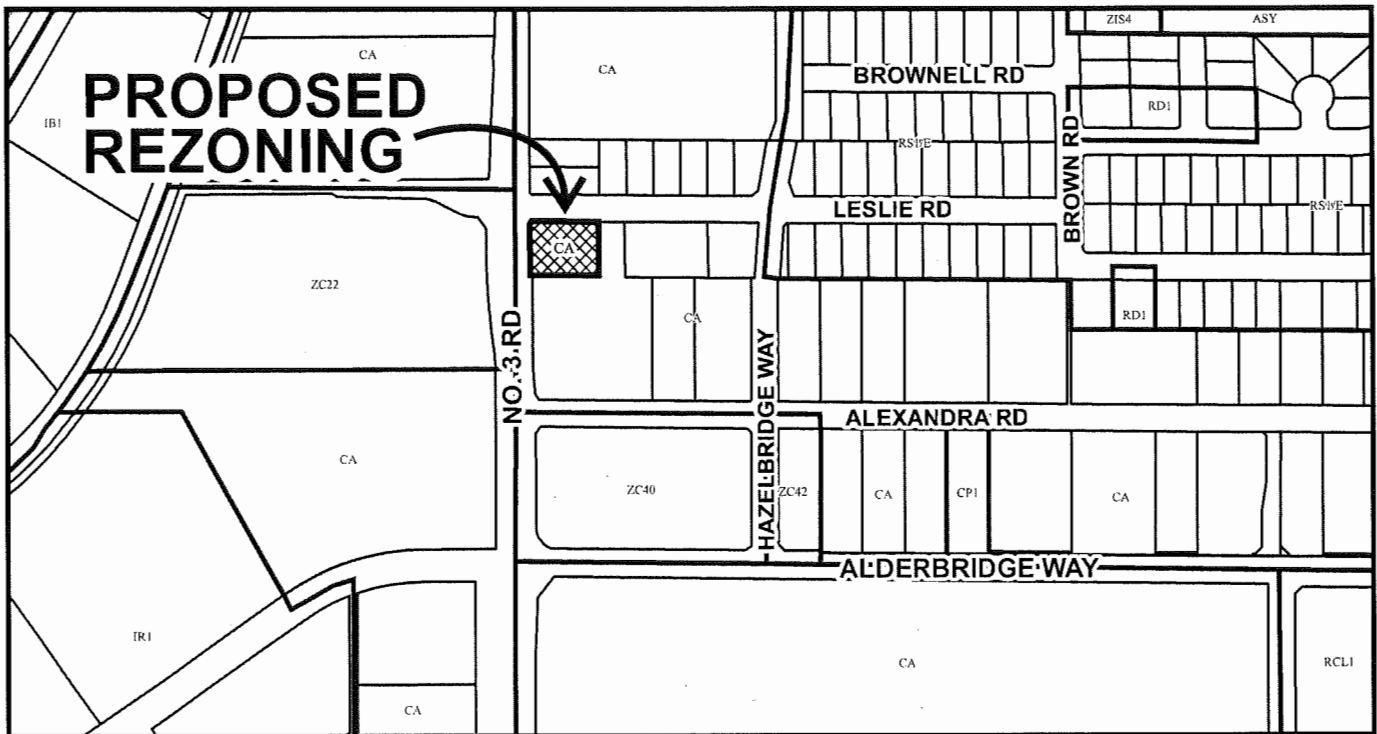 ZIS4
ASY
CA
CA
BROWNELL RD
PROPOSED
REZONING
IB1
RD1
BROWN RD
RS1/E
LESLIE RD
RS1/E
CA
ZC22
CA
RD1
NO. 3 RD
HAZELBRIDGE WAY
ALEXANDRA RD
CA
ZC40
ZC42
CA
CP1
CA
ALDERBRIDGE WAY
IR1
CA
RCL1
CA